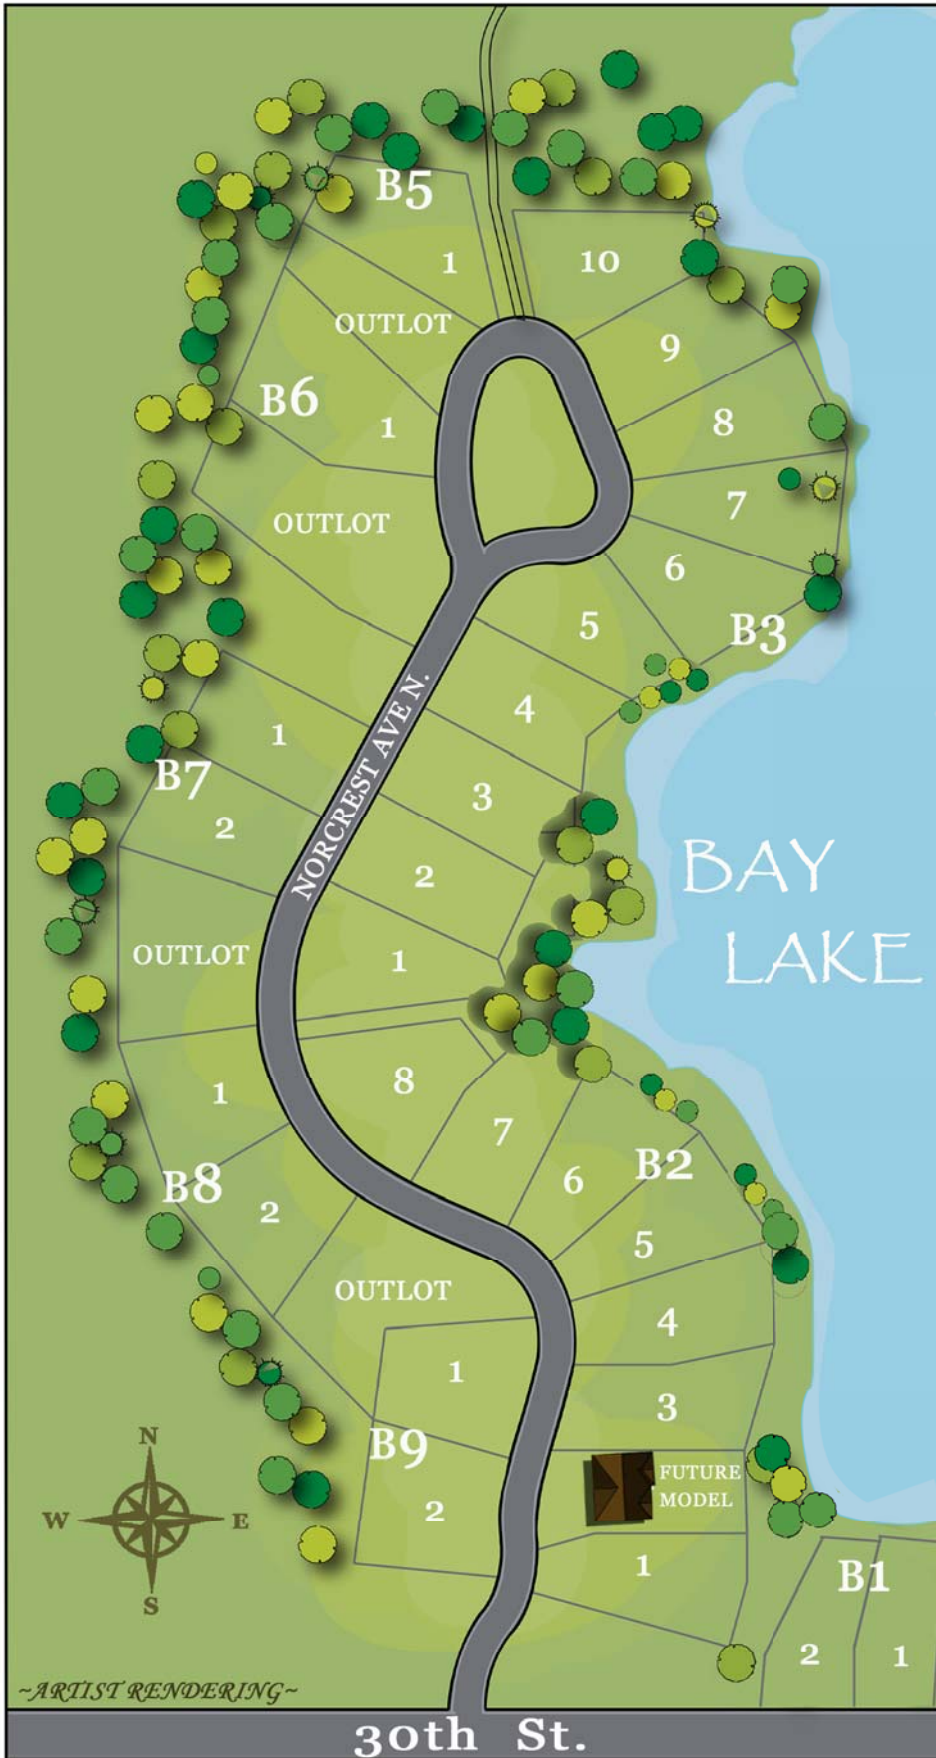 B5
1
10
OUTLOT
9
B6
1
8
7
OUTLOT
6
5
B3
4
1
NORCREST AVE N.
B7
3
2
2
BAY
LAKE
OUTLOT
1
8
1
7
B2
6
B8
2
5
OUTLOT
4
1
3
B9
FUTURE
MODEL
2
N
W E
S
1
B1
2
1
~ARTIST RENDERING~
30th St.